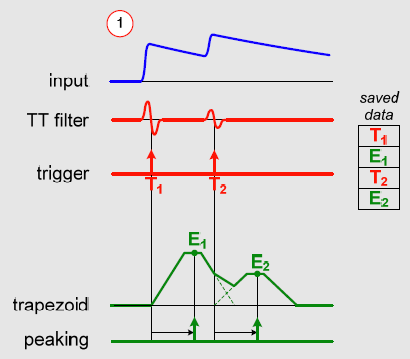 1
input
TT filter
trigger
T1
T2
saved
data
T1
E1
T2
E2
E1
E2
trapezoid
peaking